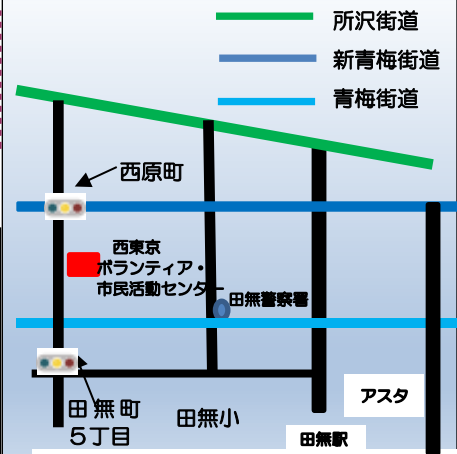 所沢街道
新青梅街道
青梅街道
西原町
西東京
ボランティア・
市民活動センター
田無警察署
田無町
5丁目
田無小
アスタ
田無駅